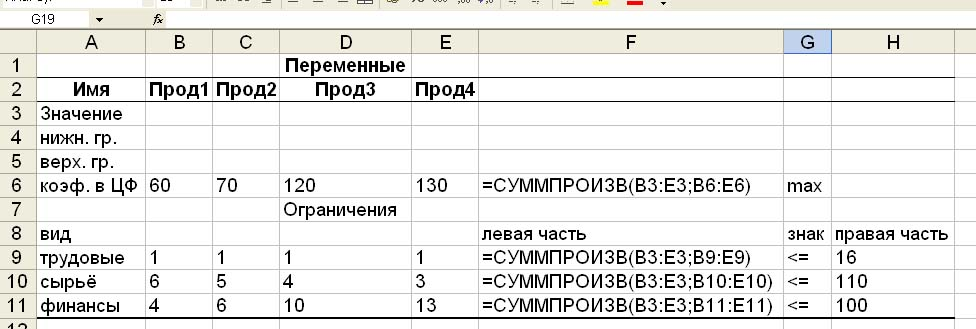 G19 fx
A B C D E F G H
1 Переменные
2 Имя Прод1 Прод2 Прод3 Прод4
3 Значение
4 нижн. гр.
5 верх. гр.
6 коэф. в ЦФ 60 70 120 130 =СУММПРОИЗВ(B3:E3;B6:E6) max
7 Ограничения
8 вид левая часть знак правая часть
9 трудовые 1 1 1 1 =СУММПРОИЗВ(B3:E3;B9:E9) <= 16
10 сырьё 6 5 4 3 =СУММПРОИЗВ(B3:E3;B10:E10) <= 110
11 финансы 4 6 10 13 =СУММПРОИЗВ(B3:E3;B11:E11) <= 100